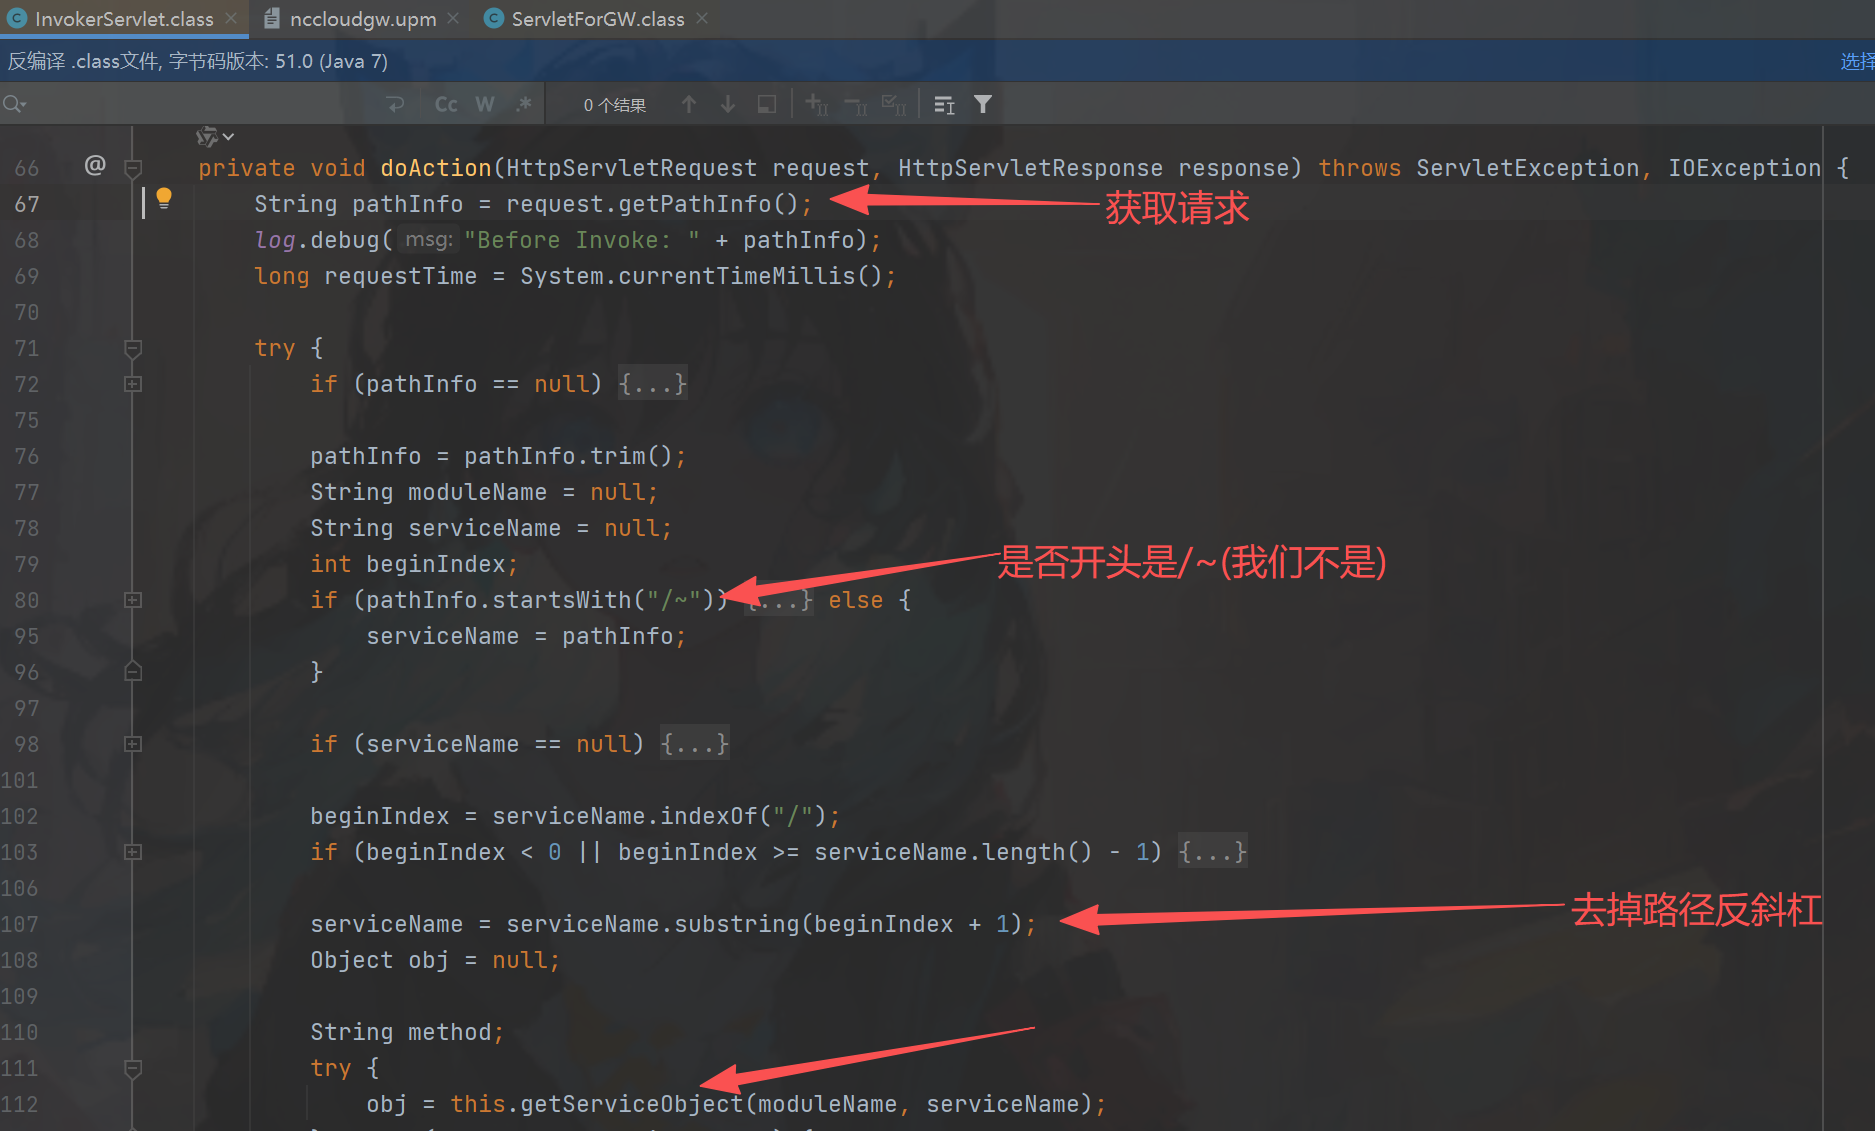 InvokerServlet.class nccloudgw.upm ServletForGW.class
反编译 .class文件, 字节码版本: 51.0 (Java 7) 选择
Cc W .* 0 个结果
66 @ private void doAction(HttpServletRequest request, HttpServletResponse response) throws ServletException, IOException {
67 String pathInfo = request.getPathInfo(); 获取请求
68 log.debug( msg: "Before Invoke: " + pathInfo);
69 long requestTime = System.currentTimeMillis();
70
71 try {
72 if (pathInfo == null) {...}
75
76 pathInfo = pathInfo.trim();
77 String moduleName = null;
78 String serviceName = null;
79 int beginIndex; 是否开头是/~(我们不是)
80 if (pathInfo.startsWith("/~")) {...} else {
95 serviceName = pathInfo;
96 }
97
98 if (serviceName == null) {...}
101
102 beginIndex = serviceName.indexOf("/");
103 if (beginIndex < 0 || beginIndex >= serviceName.length() - 1) {...}
106
107 serviceName = serviceName.substring(beginIndex + 1); 去掉路径反斜杠
108 Object obj = null;
109
110 String method;
111 try {
112 obj = this.getServiceObject(moduleName, serviceName);